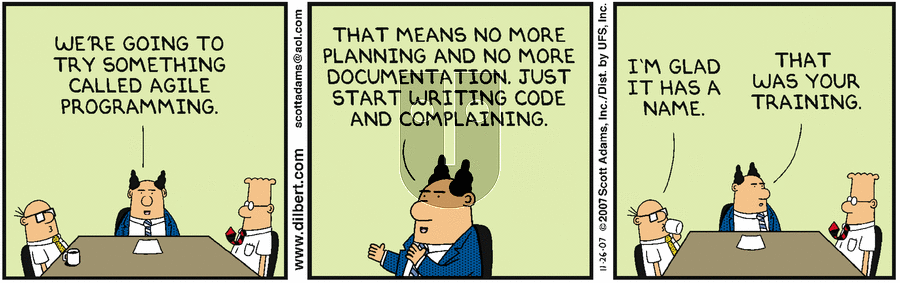 WE'RE GOING TO
TRY SOMETHING
CALLED AGILE
PROGRAMMING.
www.dilbert.com scottadams@aol.com
THAT MEANS NO MORE
PLANNING AND NO MORE
DOCUMENTATION. JUST
START WRITING CODE
AND COMPLAINING.
11-26-07 ©2007 Scott Adams, Inc./Dist. by UFS, Inc.
I'M GLAD
IT HAS A
NAME.
THAT
WAS YOUR
TRAINING.